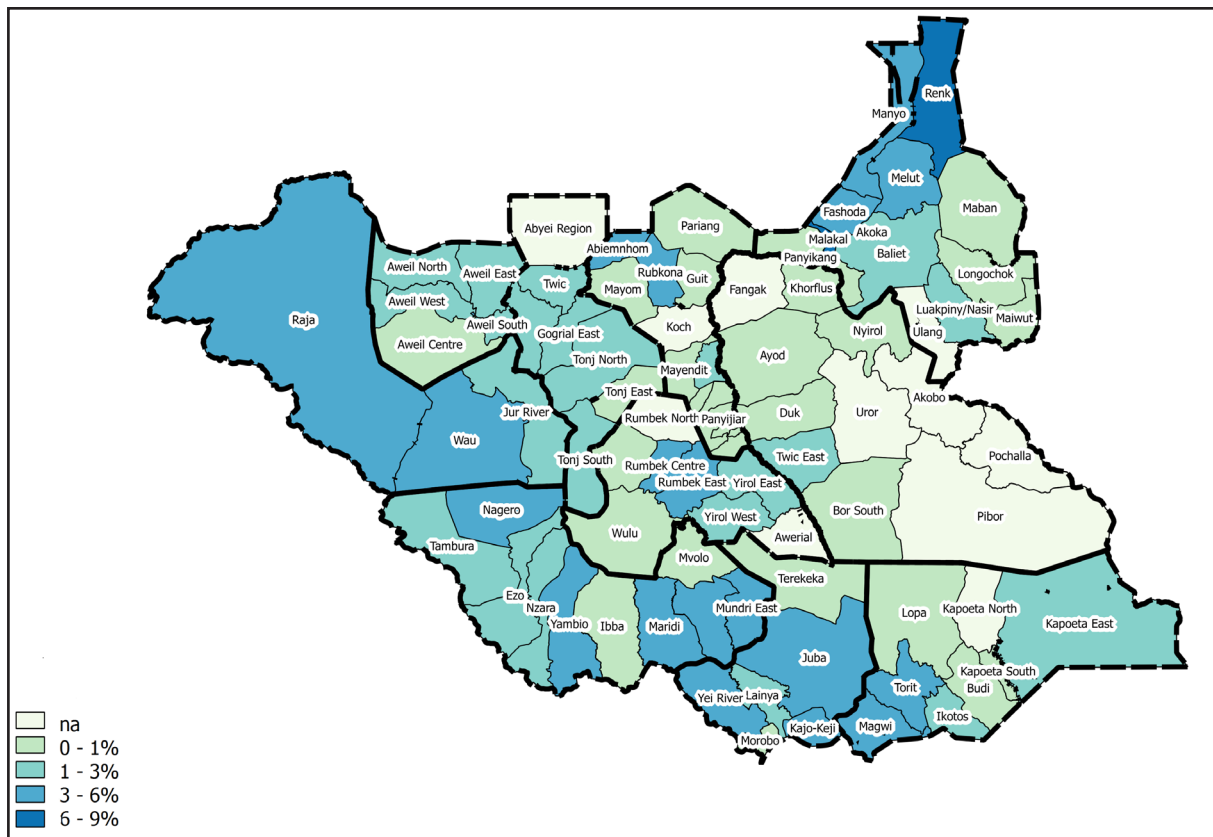 Renk
Manyo
Melut
Maban
Fashoda
Abyei Region
Pariang
Malakal
Akoka
Abiemnhom
Panyikang
Baliet
Aweil North
Aweil East
Rubkona
Guit
Longochok
Twic
Mayom
Fangak
Khorflus
Raja
Aweil West
Luakpiny/Nasir
Maiwut
Aweil South
Gogrial East
Koch
Nyirol
Ulang
Aweil Centre
Tonj North
Ayod
Mayendit
Tonj East
Akobo
Jur River
Rumbek North
Panyijiar
Duk
Uror
Wau
Pochalla
Tonj South
Rumbek Centre
Twic East
Rumbek East
Yirol East
Nagero
Yirol West
Bor South
Pibor
Wulu
Awerial
Tambura
Mvolo
Terekeka
Ezo
Nzara
Mundri East
Kapoeta North
Yambio
Ibba
Maridi
Lopa
Kapoeta East
Juba
Kapoeta South
Torit
Budi
Yei River
Lainya
Ikotos
Magwi
Kajo-Keji
Morobo
na
0 - 1%
1 - 3%
3 - 6%
6 - 9%